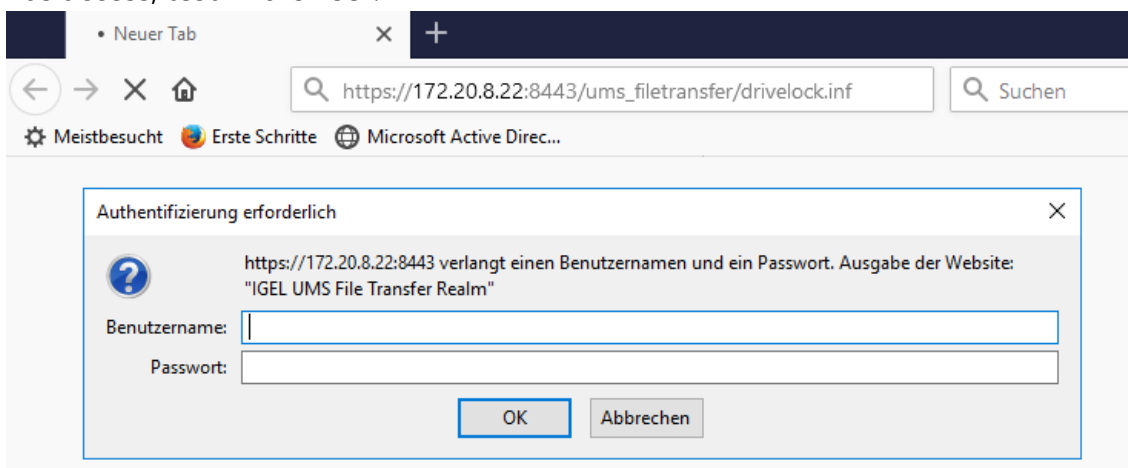 • Neuer Tab
https://172.20.8.22:8443/ums_filetransfer/drivelock.inf
Suchen
Meistbesucht Erste Schritte Microsoft Active Direc...
Authentifizierung erforderlich
https://172.20.8.22:8443 verlangt einen Benutzernamen und ein Passwort. Ausgabe der Website:
"IGEL UMS File Transfer Realm"
Benutzername:
Passwort:
OK Abbrechen